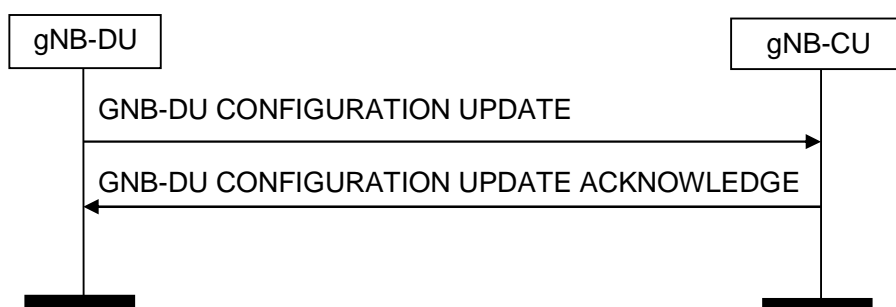 gNB-DU
gNB-CU
GNB-DU CONFIGURATION UPDATE
GNB-DU CONFIGURATION UPDATE ACKNOWLEDGE